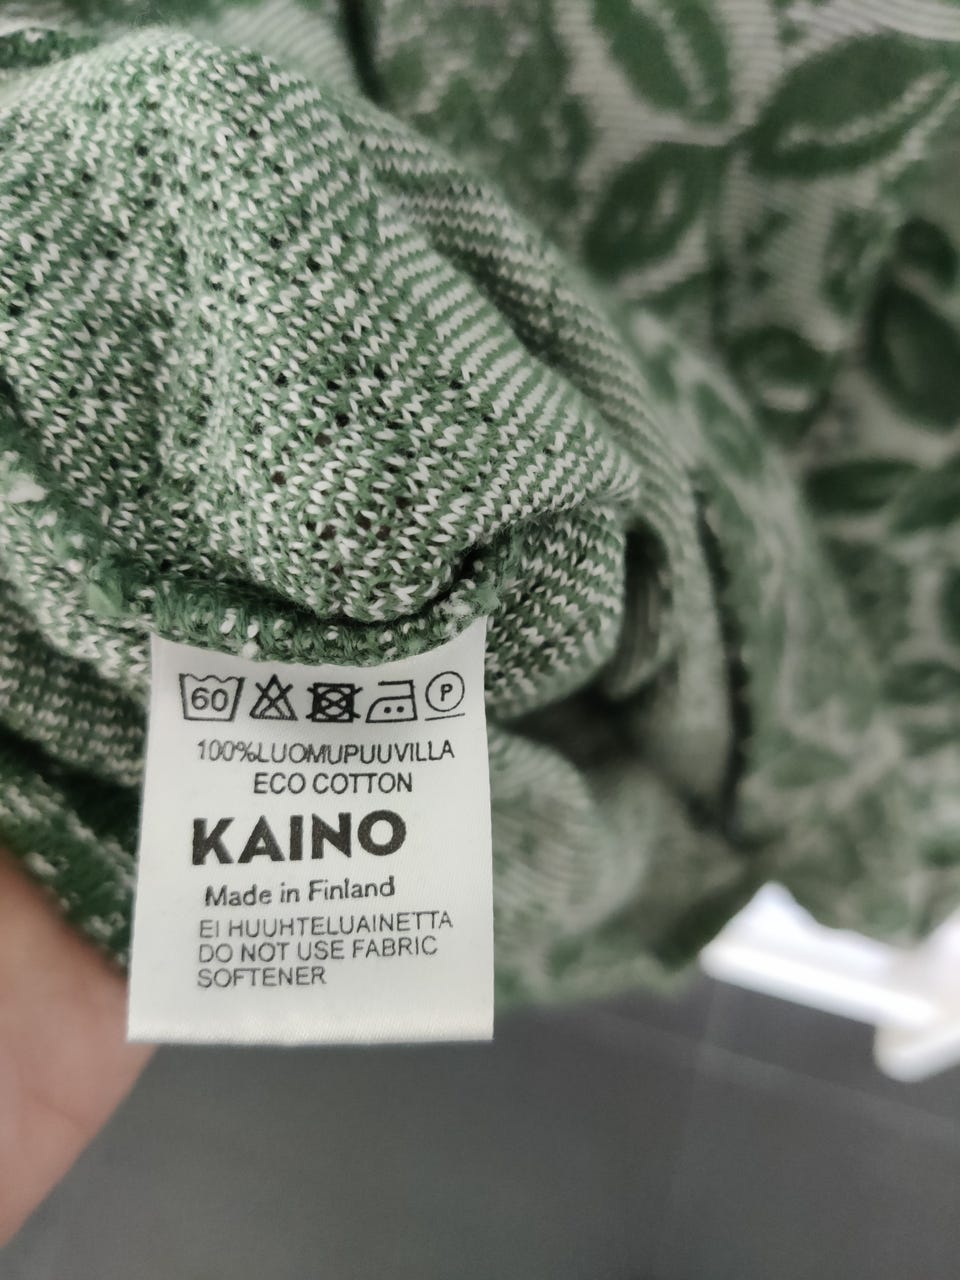 60 P
100%LUOMUPUUVILLA
ECO COTTON
KAINO
Made in Finland
EI HUUHTELUAINETTA
DO NOT USE FABRIC
SOFTENER